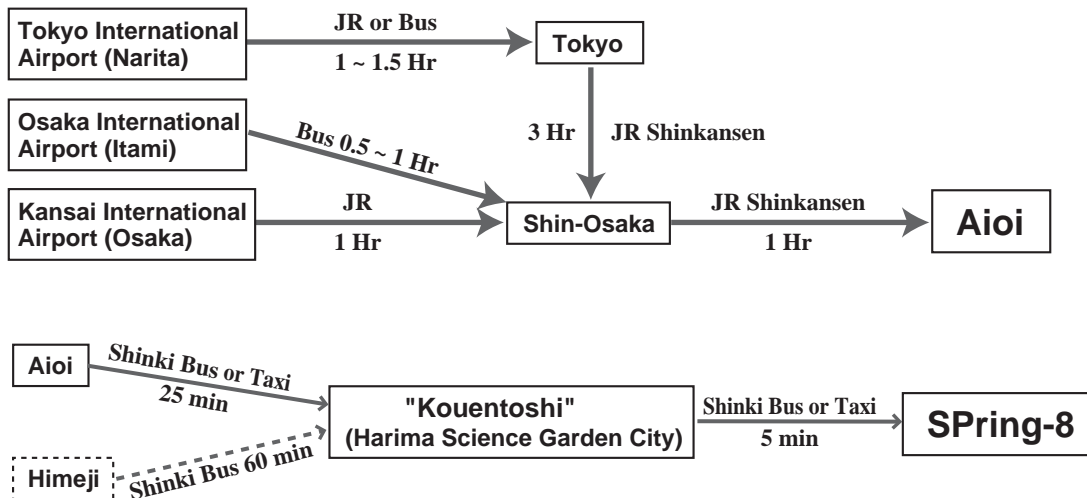 Tokyo International
Airport (Narita)
JR or Bus
1 ~ 1.5 Hr
Tokyo
Osaka International
Airport (Itami)
Bus 0.5 ~ 1 Hr
3 Hr
JR Shinkansen
Kansai International
Airport (Osaka)
JR
1 Hr
Shin-Osaka
JR Shinkansen
1 Hr
Aioi
Aioi
Shinki Bus or Taxi
25 min
"Kouentoshi"
(Harima Science Garden City)
Shinki Bus or Taxi
5 min
SPring-8
Himeji
Shinki Bus 60 min